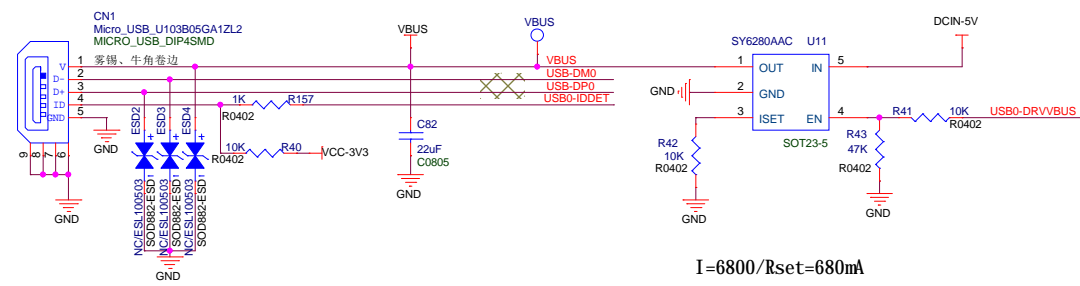 CN1
Micro_USB_U103B05GA1ZL2
MICRO_USB_DIP4SMD
雾锡、牛角卷边
V 1
D- 2
D+ 3
ID 4
GND 5
9 8 7 6
GND
GND
VBUS
VBUS
VBUS
USB-DM0
USB-DP0
USB0-IDDET
1K R157
R0402
10K R40
R0402
VCC-3V3
ESD2
ESD3
ESD4
NC/ESL100503
SOD882-ESD1
NC/ESL100503
SOD882-ESD1
NC/ESL100503
SOD882-ESD1
GND
C82
22uF
C0805
GND
SY6280AAC U11
1 OUT IN 5
2 GND
3 ISET EN 4
SOT23-5
GND
DCIN-5V
R42
10K
R0402
GND
R41 10K
R0402
USB0-DRVVBUS
R43
47K
R0402
GND
I=6800/Rset=680mA